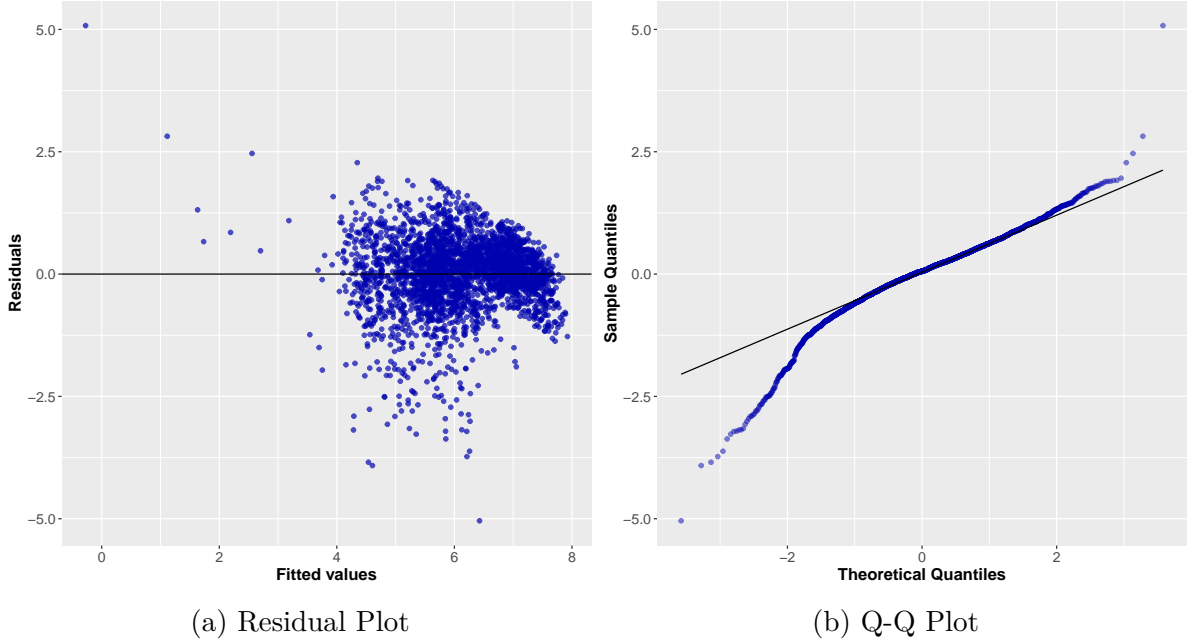 5.0
2.5
0.0
−2.5
−5.0
Residuals
0 2 4 6 8
Fitted values
(a) Residual Plot
5.0
2.5
0.0
−2.5
−5.0
Sample Quantiles
−2 0 2
Theoretical Quantiles
(b) Q-Q Plot